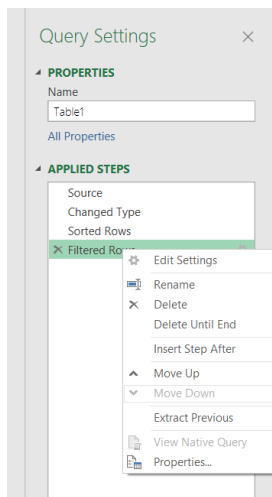 Query Settings
PROPERTIES
Name
Table1
All Properties
APPLIED STEPS
Source
Changed Type
Sorted Rows
Filtered Rows
Edit Settings
Rename
Delete
Delete Until End
Insert Step After
Move Up
Move Down
Extract Previous
View Native Query
Properties...